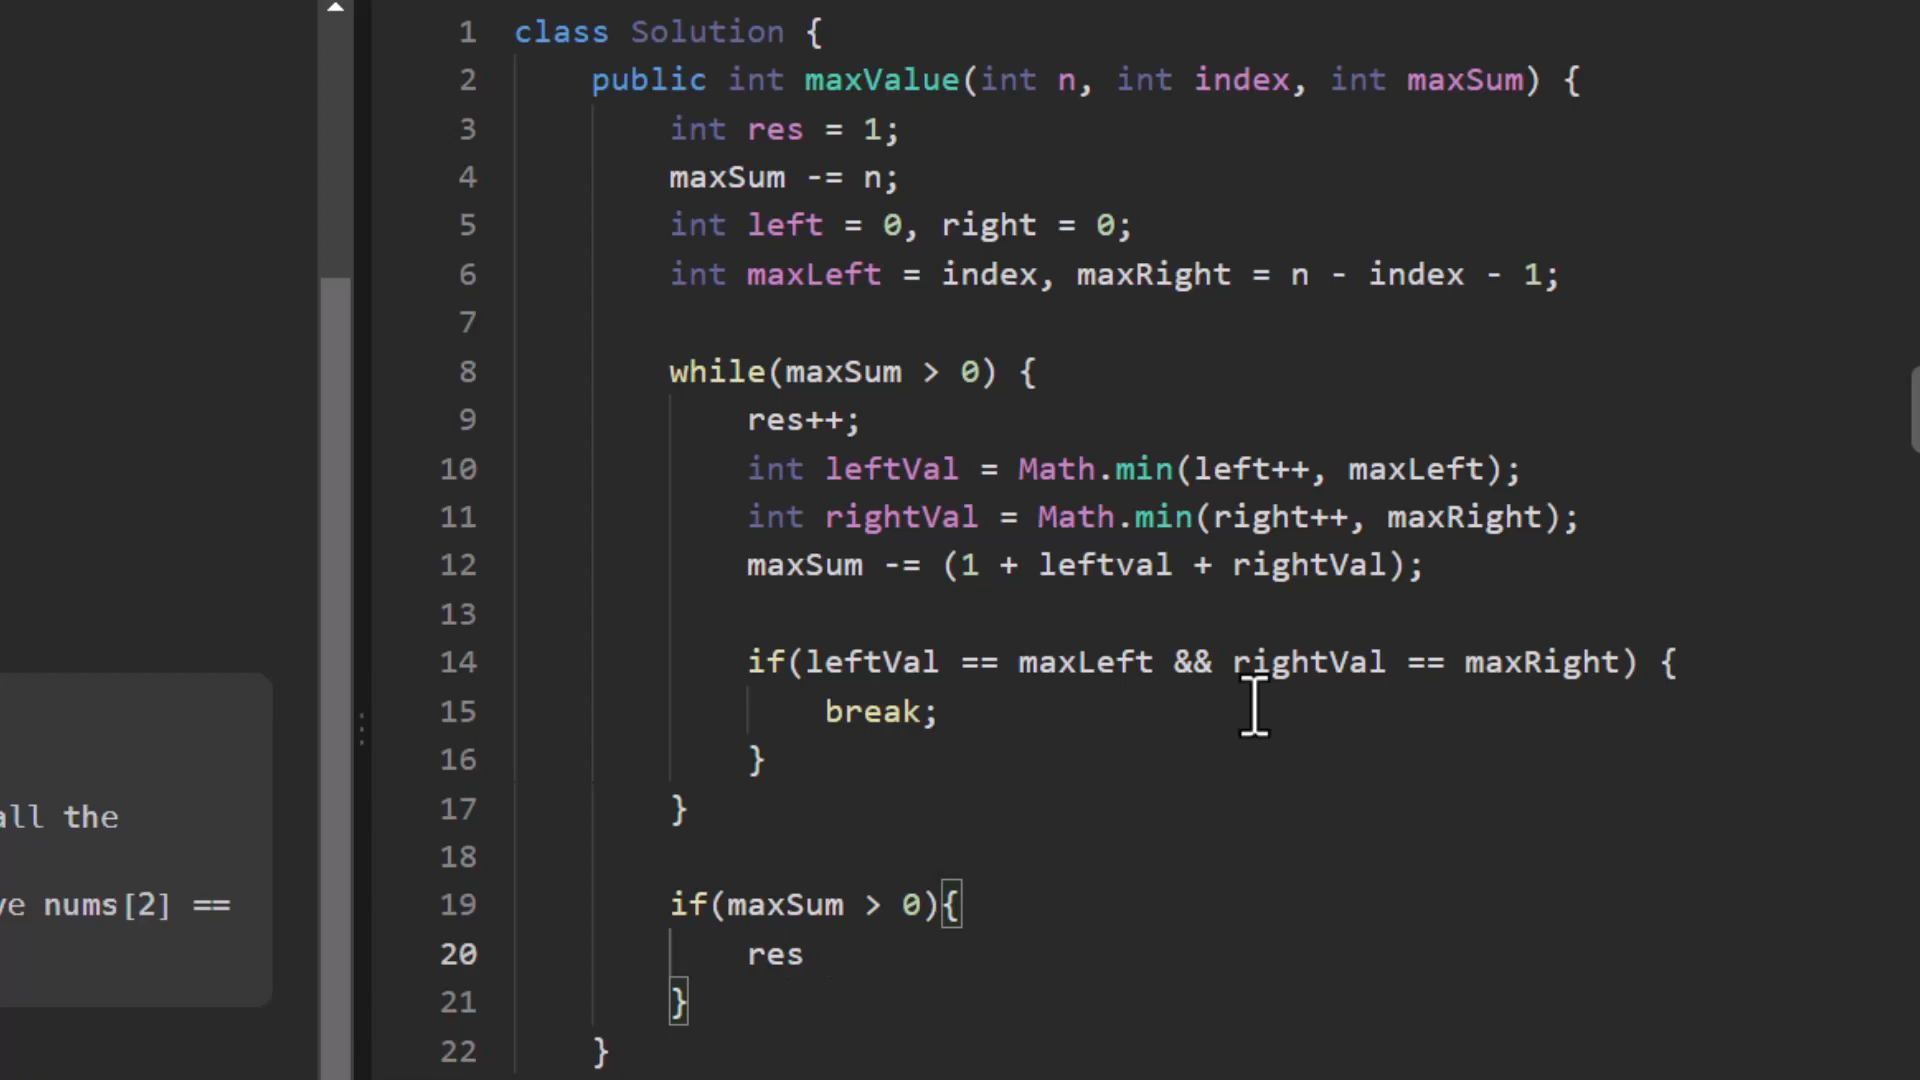 1 class Solution {
2 public int maxValue(int n, int index, int maxSum) {
3 int res = 1;
4 maxSum -= n;
5 int left = 0, right = 0;
6 int maxLeft = index, maxRight = n - index - 1;
7
8 while(maxSum > 0) {
9 res++;
10 int leftVal = Math.min(left++, maxLeft);
11 int rightVal = Math.min(right++, maxRight);
12 maxSum -= (1 + leftval + rightVal);
13
14 if(leftVal == maxLeft && rightVal == maxRight) {
15 break;
16 }
all the
17 }
18
ve nums[2] ==
19 if(maxSum > 0){
20 res
21 }
22 }